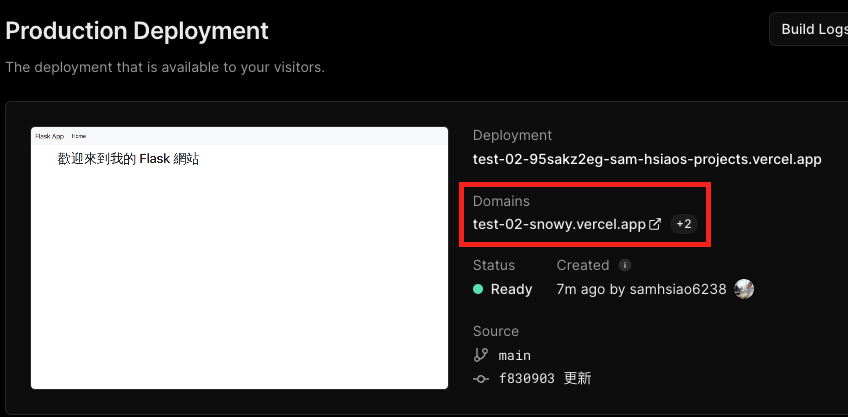 Production Deployment
Build Logs
The deployment that is available to your visitors.
Flask App Home
歡迎來到我的 Flask 網站
Deployment
test-02-95sakz2eg-sam-hsiaos-projects.vercel.app
Domains
test-02-snowy.vercel.app +2
Status Created
Ready 7m ago by samhsiao6238
Source
main
f830903 更新